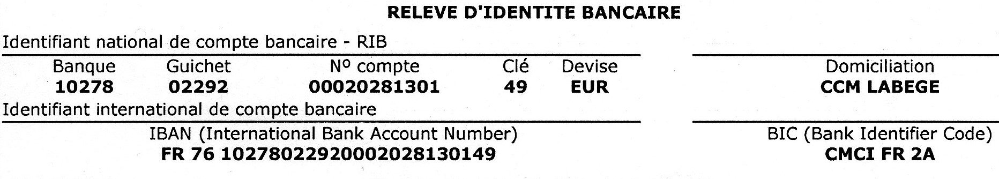 RELEVE D'IDENTITE BANCAIRE
Identifiant national de compte bancaire - RIB
Banque Guichet Nº compte Clé Devise Domiciliation
10278 02292 00020281301 49 EUR CCM LABEGE
Identifiant international de compte bancaire
IBAN (International Bank Account Number) BIC (Bank Identifier Code)
FR 76 10278022920002028130149 CMCI FR 2A